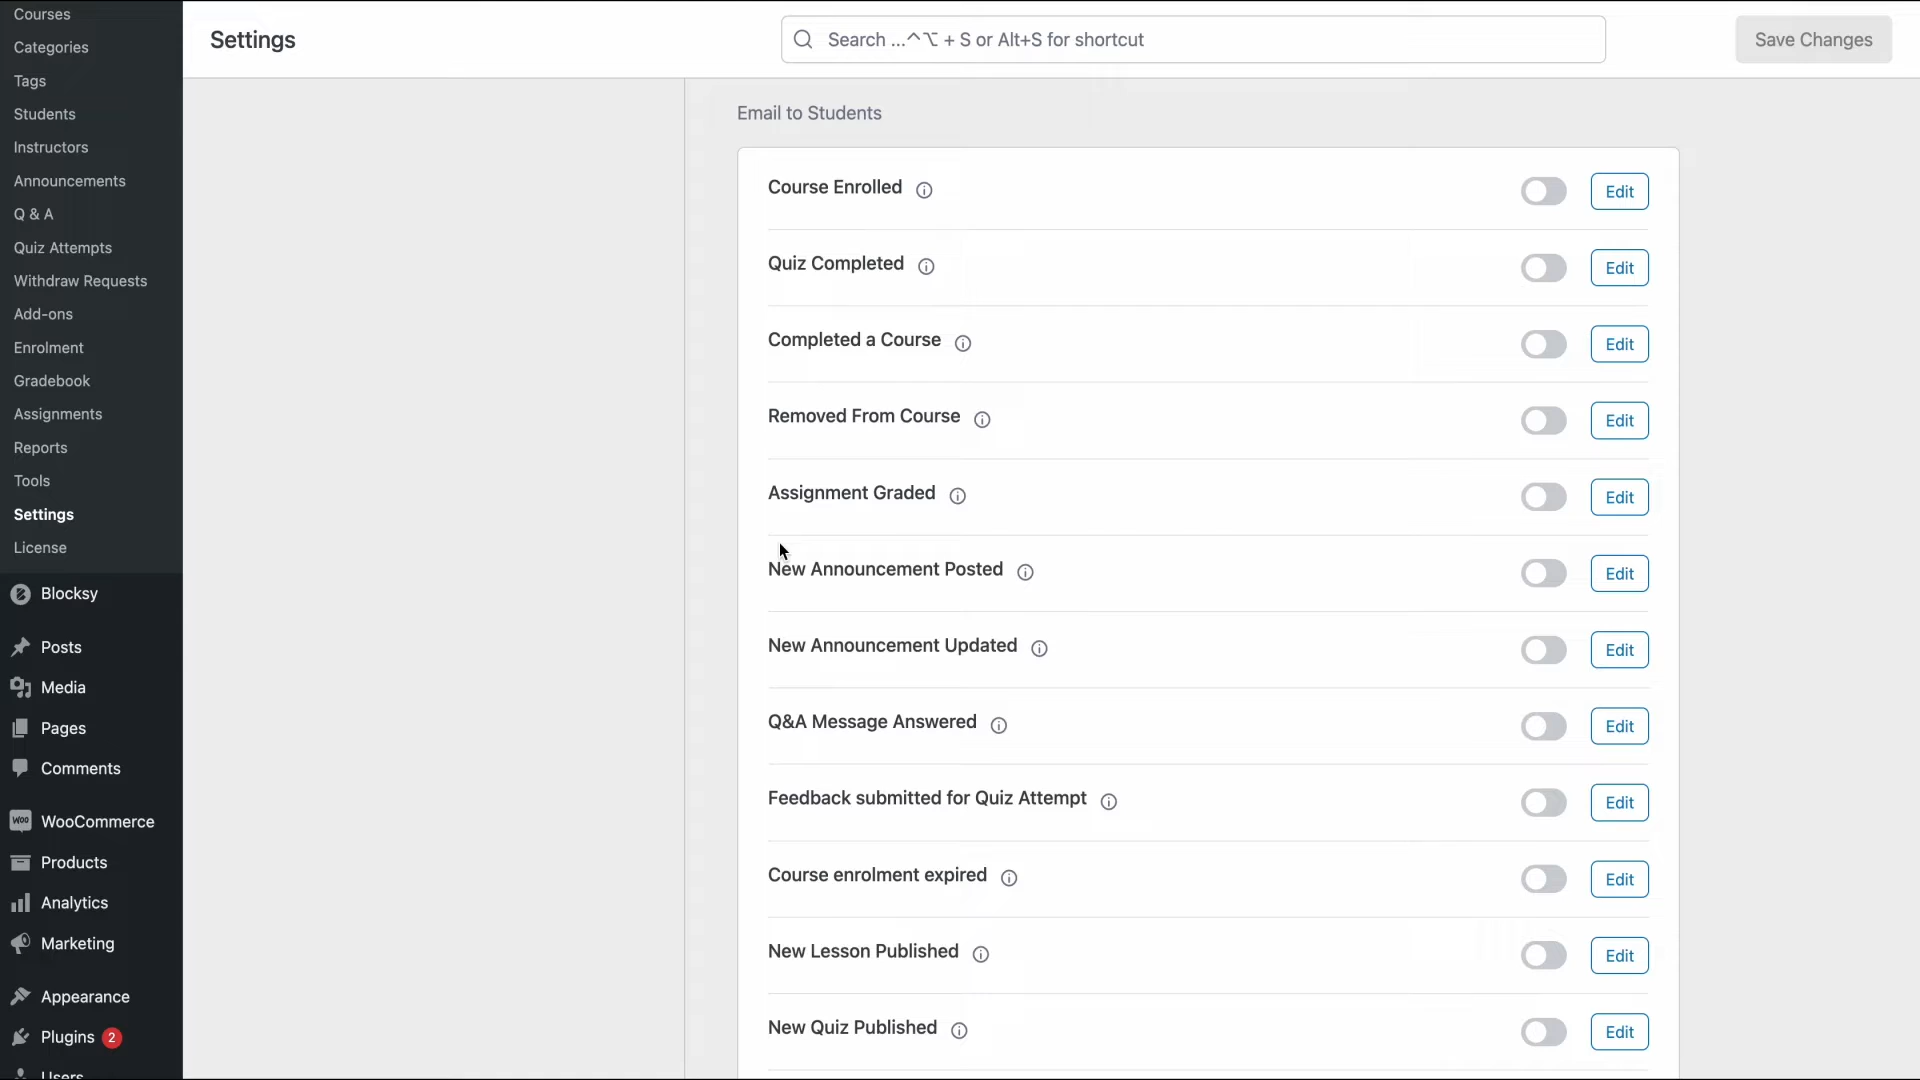 Courses
Categories
Tags
Students
Instructors
Announcements
Q & A
Quiz Attempts
Withdraw Requests
Add-ons
Enrolment
Gradebook
Assignments
Reports
Tools
Settings
License
Blocksy
Posts
Media
Pages
Comments
WooCommerce
Products
Analytics
Marketing
Appearance
Plugins 2
Users
Settings
Search ...^⌥ + S or Alt+S for shortcut
Save Changes
Email to Students
Course Enrolled
Edit
Quiz Completed
Edit
Completed a Course
Edit
Removed From Course
Edit
Assignment Graded
Edit
New Announcement Posted
Edit
New Announcement Updated
Edit
Q&A Message Answered
Edit
Feedback submitted for Quiz Attempt
Edit
Course enrolment expired
Edit
New Lesson Published
Edit
New Quiz Published
Edit